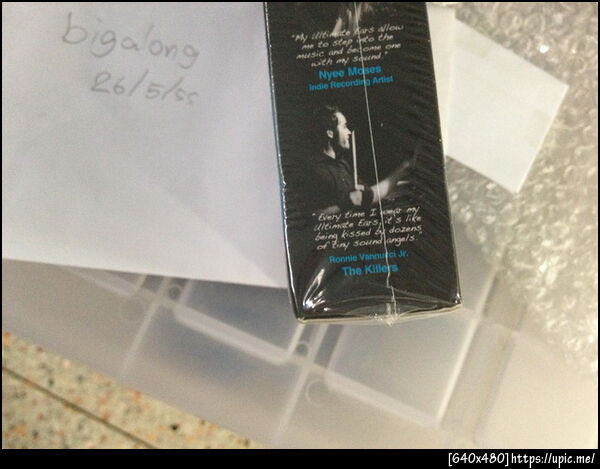 bigalong
26/5/55
"My Ultimate Ears allow
me to step into the
music and become one
with my sound."
Nyee Moses
Indie Recording Artist
"Every time I wear my
Ultimate Ears, it's like
being kissed by dozens
of tiny sound angels."
Ronnie Vannucci Jr.
The Killers
[640x480]https://upic.me/